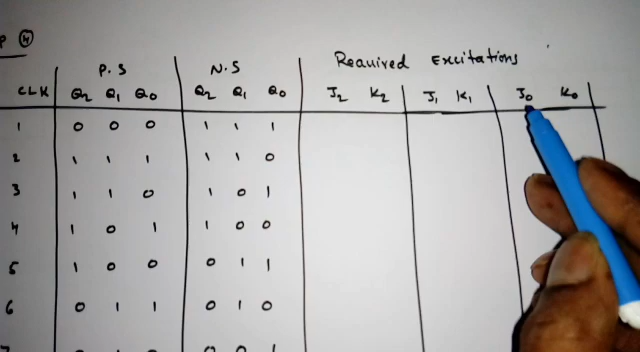 P ④
P.S N.S Required Excitations
CLK Q2 Q1 Q0 Q2 Q1 Q0 J2 K2 J1 K1 J0 K0
1 0 0 0 1 1 1
2 1 1 1 1 1 0
3 1 1 0 1 0 1
4 1 0 1 1 0 0
5 1 0 0 0 1 1
6 0 1 1 0 1 0